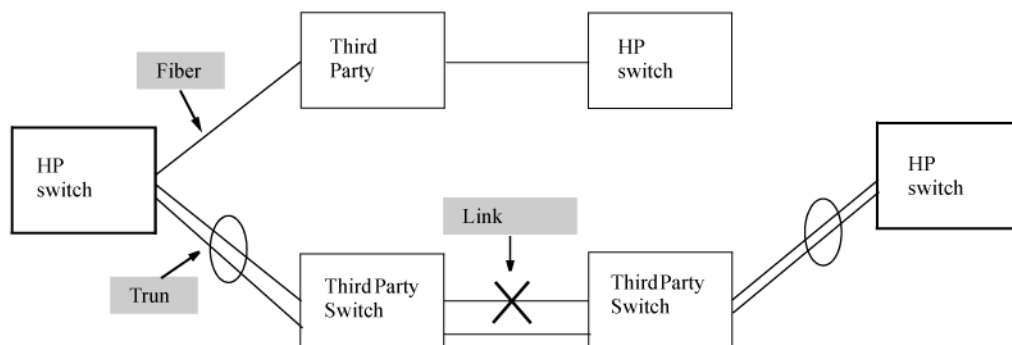 Third
Party
HP
switch
Fiber
HP
switch
HP
switch
Link
Trun
Third Party
Switch
Third Party
Switch